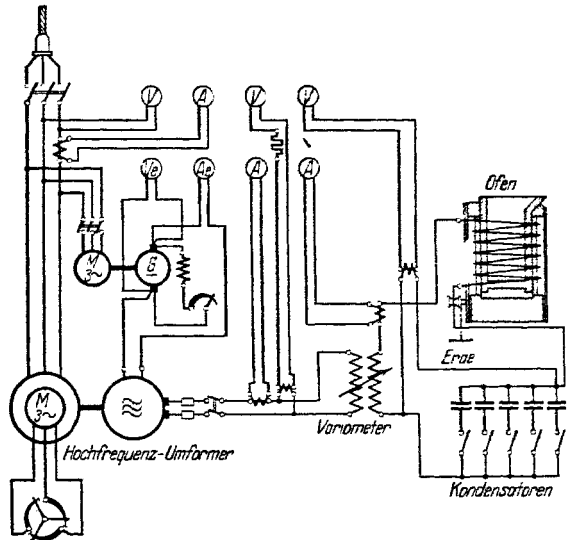 V A V V
Ve Ae A A
Ofen
M 3~ G
Erde
M 3~
Variometer
Hochfrequenz-Umformer
Kondensatoren